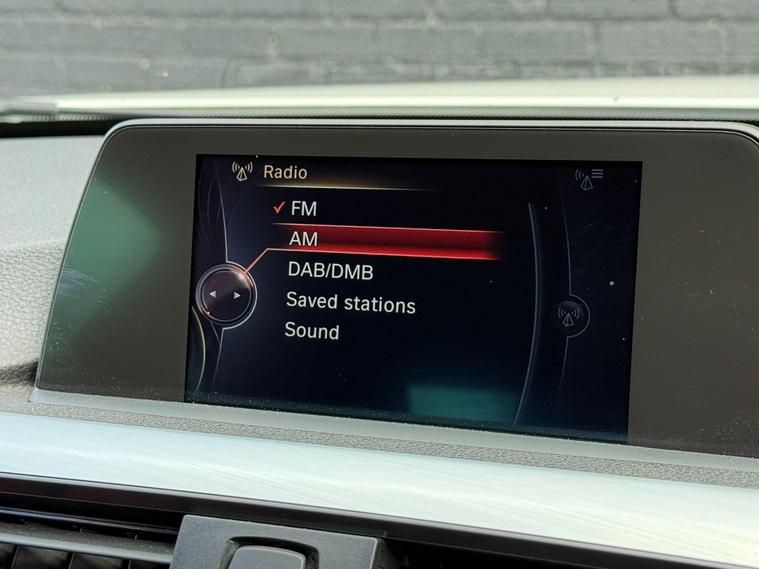 Radio
FM
AM
DAB/DMB
Saved stations
Sound